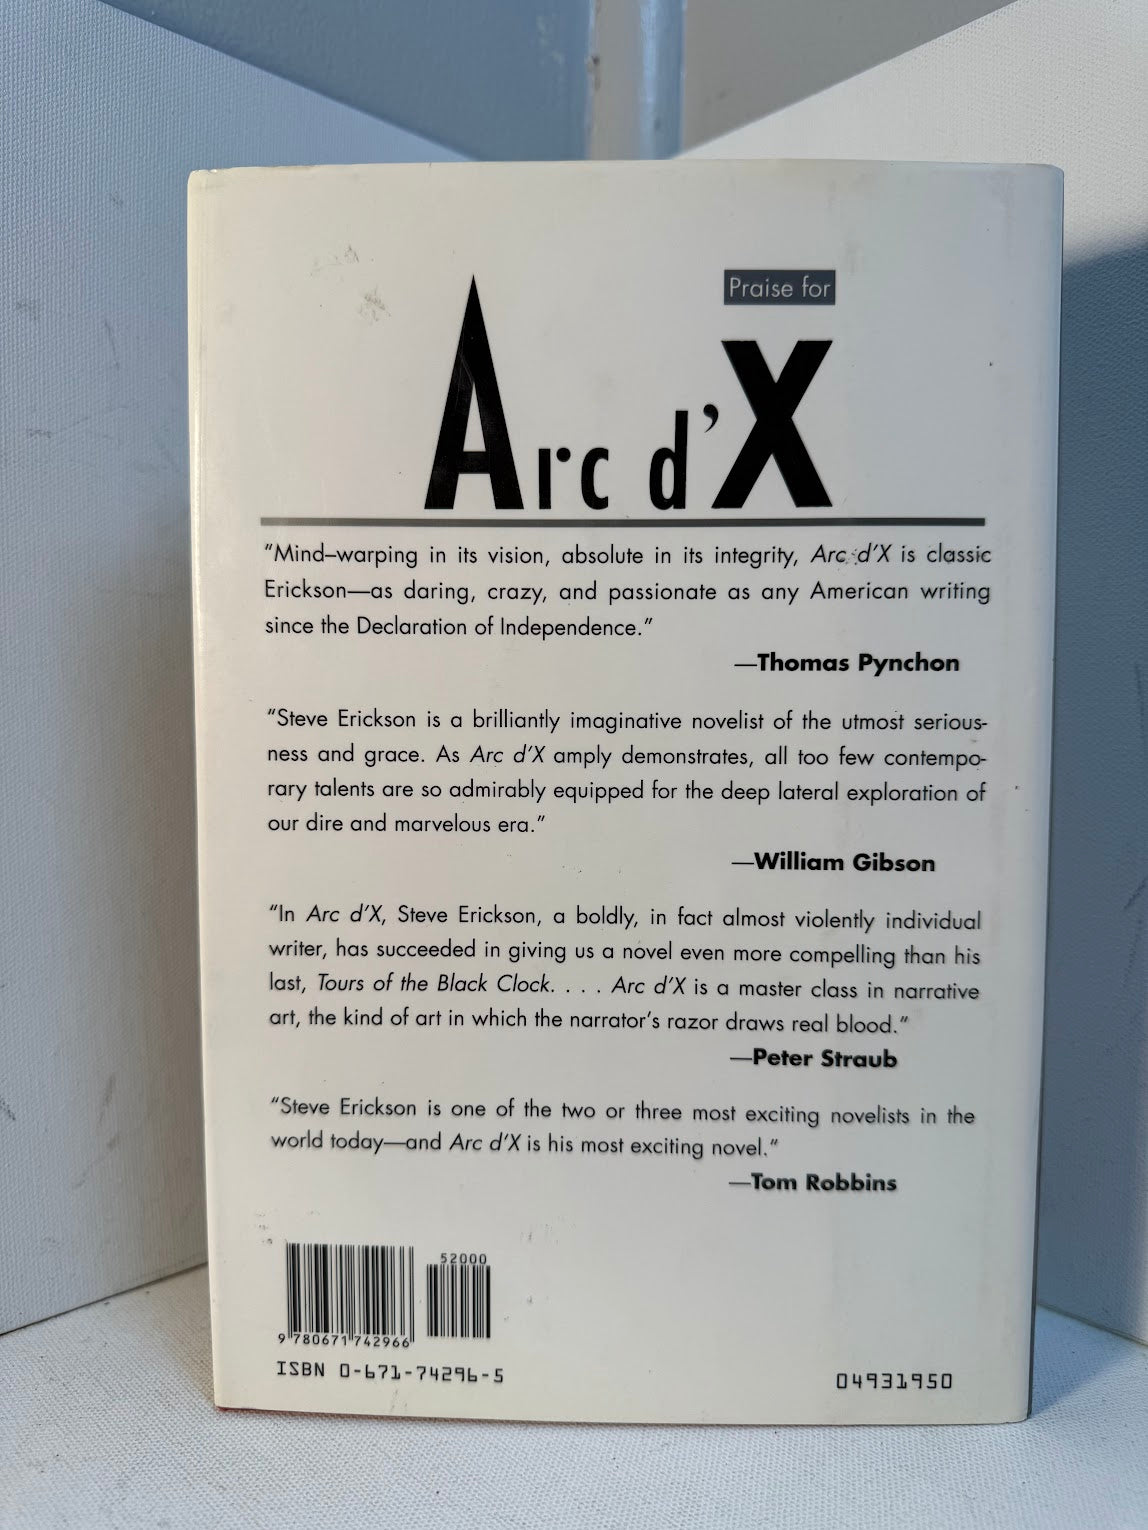 Praise for
Arc d'X
"Mind–warping in its vision, absolute in its integrity, Arc d'X is classic
Erickson—as daring, crazy, and passionate as any American writing
since the Declaration of Independence."
—Thomas Pynchon
"Steve Erickson is a brilliantly imaginative novelist of the utmost serious-
ness and grace. As Arc d'X amply demonstrates, all too few contempo-
rary talents are so admirably equipped for the deep lateral exploration of
our dire and marvelous era."
—William Gibson
"In Arc d'X, Steve Erickson, a boldly, in fact almost violently individual
writer, has succeeded in giving us a novel even more compelling than his
last, Tours of the Black Clock. . . . Arc d'X is a master class in narrative
art, the kind of art in which the narrator's razor draws real blood."
—Peter Straub
"Steve Erickson is one of the two or three most exciting novelists in the
world today—and Arc d'X is his most exciting novel."
—Tom Robbins
52000
9 780671 742966
ISBN 0-671-74296-5
04931950